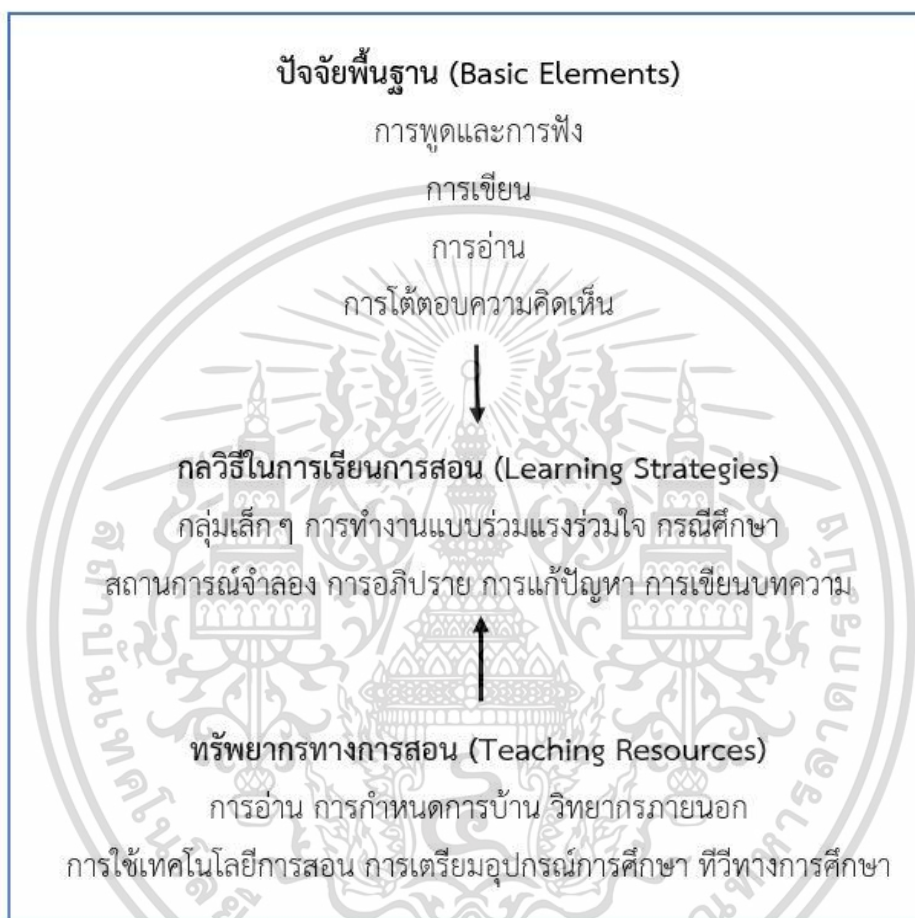 ปัจจัยพื้นฐาน (Basic Elements)
การพูดและการฟัง
การเขียน
การอ่าน
การโต้ตอบความคิดเห็น
กลวิธีในการเรียนการสอน (Learning Strategies)
กลุ่มเล็กๆ การทำงานแบบร่วมแรงร่วมใจ กรณีศึกษา
สถานการณ์จำลอง การอภิปราย การแก้ปัญหา การเขียนบทความ
ทรัพยากรทางการสอน (Teaching Resources)
การอ่าน การกำหนดการบ้าน วิทยากรภายนอก
การใช้เทคโนโลยีการสอน การเตรียมอุปกรณ์การศึกษา ทีวีทางการศึกษา